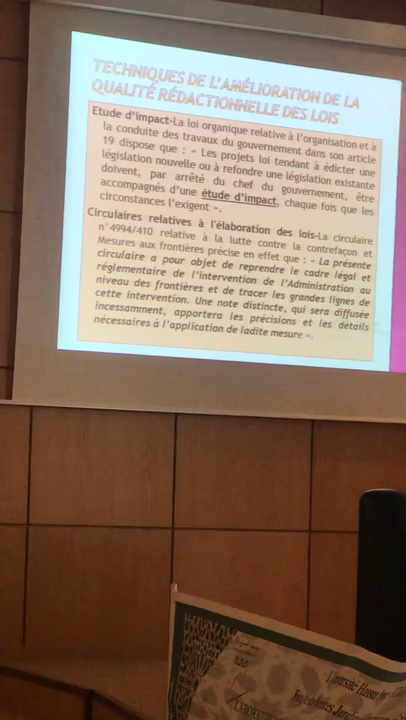 TECHNIQUES DE L'AMÉLIORATION DE LA
QUALITÉ RÉDACTIONNELLE DES LOIS
Etude d'impact-La loi organique relative à l'organisation et à
la conduite des travaux du gouvernement dans son article
19 dispose que : « Les projets loi tendant à édicter une
législation nouvelle ou à refondre une législation existante
doivent, par arrêté du chef du gouvernement, être
accompagnés d'une étude d'impact, chaque fois que les
circonstances l'exigent ».
Circulaires relatives à l'élaboration des lois-La circulaire
n°4994/410 relative à la lutte contre la contrefaçon et
Mesures aux frontières précise en effet que : « La présente
circulaire a pour objet de reprendre le cadre légal et
réglementaire de l'intervention de l'Administration au
niveau des frontières et de tracer les grandes lignes de
cette intervention. Une note distincte, qui sera diffusée
incessamment, apportera les précisions et les détails
nécessaires à l'application de ladite mesure ».
Université Hassan
LABORATOIRE